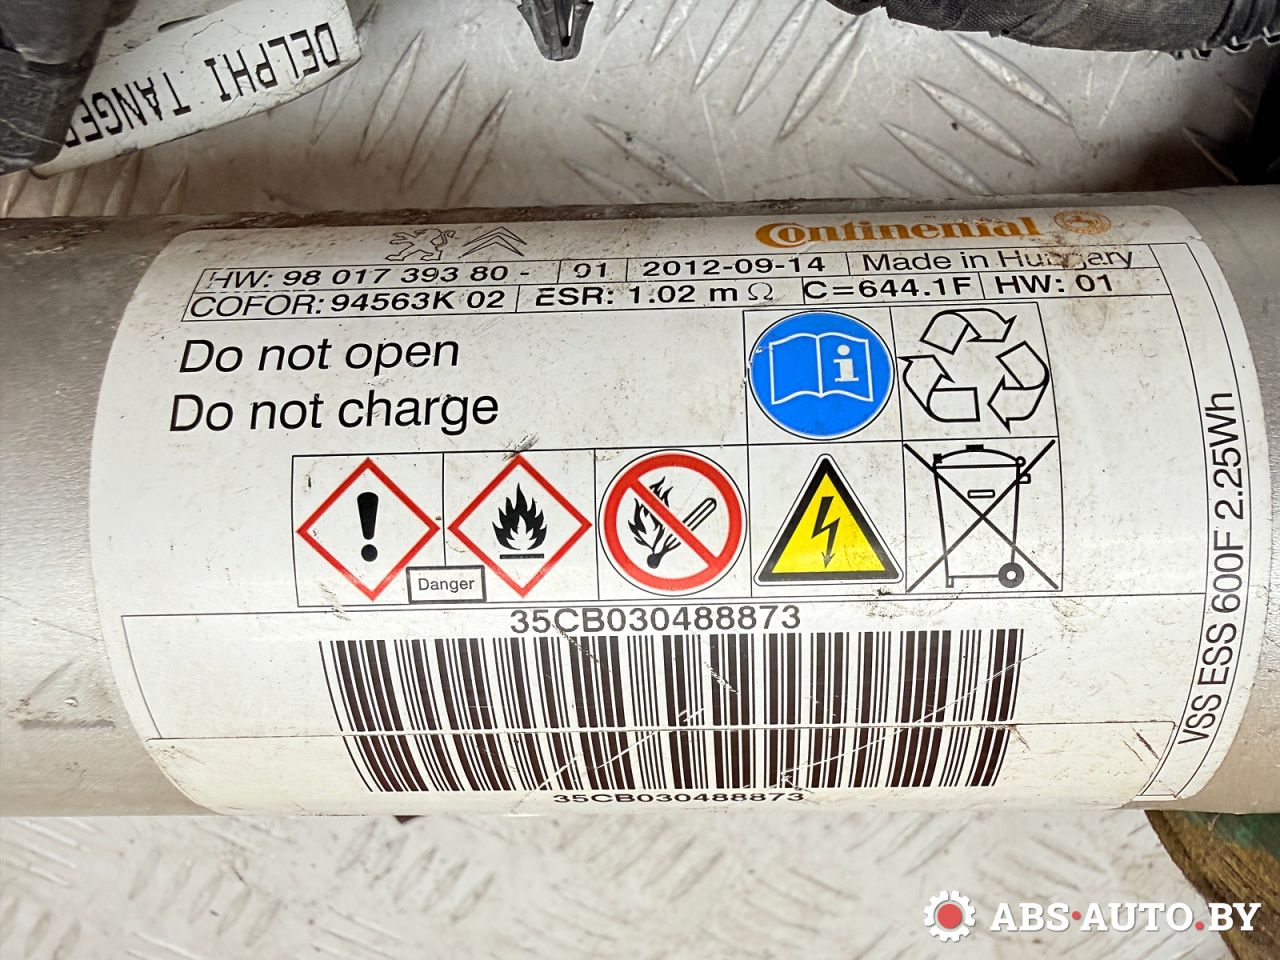 DELPHI TANGER
Continental
HW: 98 017 393 80 - 01 2012-09-14 Made in Hungary
COFOR: 94563K 02 ESR: 1.02 mΩ C=644.1F HW: 01
Do not open
Do not charge
Danger
35CB030488873
35CB030488873
VSS ESS 600F 2.25Wh
ABS·AUTO.BY